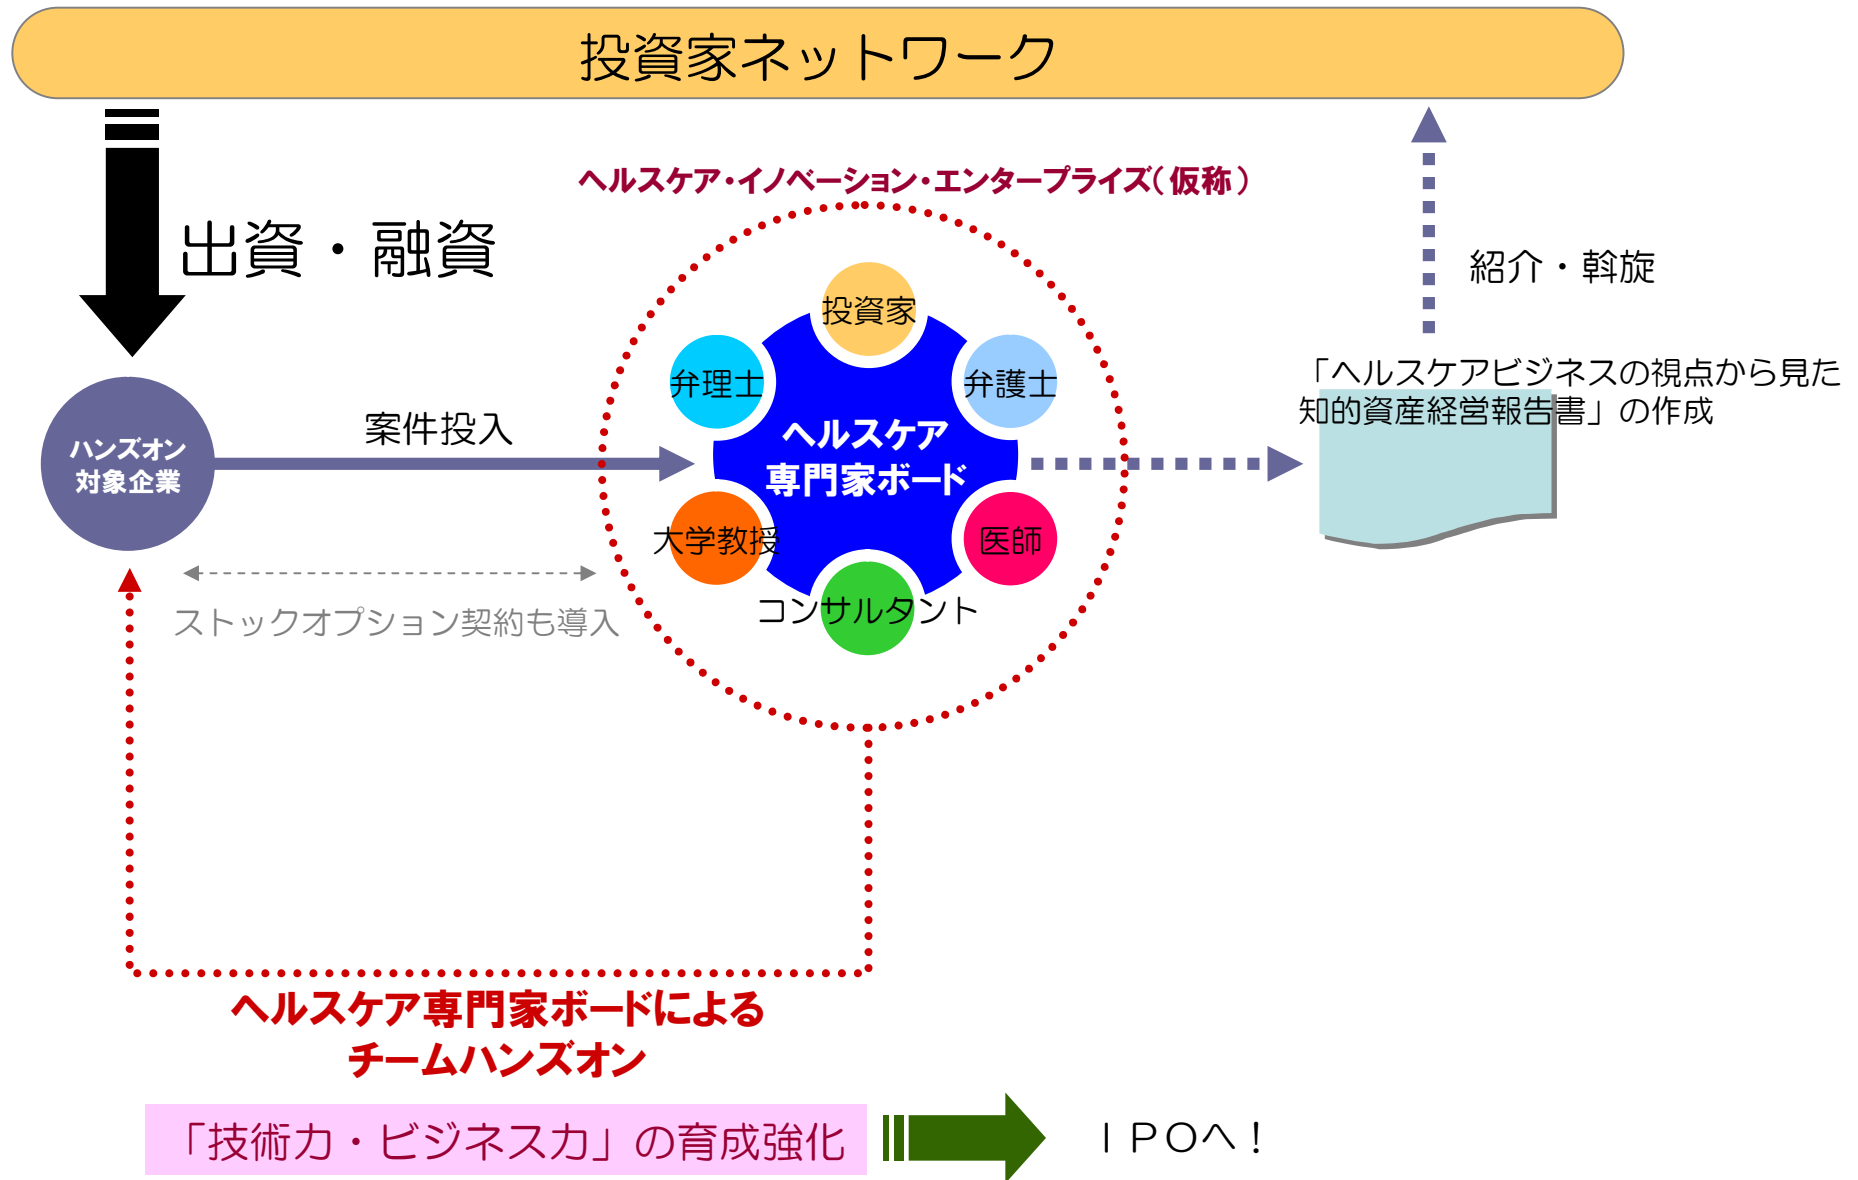 投資家ネットワーク
ヘルスケア・イノベーション・エンタープライズ(仮称)
出資・融資
紹介・斡旋
投資家
弁理士
弁護士
「ヘルスケアビジネスの視点から見た
知的資産経営報告書」の作成
案件投入
ハンズオン
対象企業
ヘルスケア
専門家ボード
大学教授
医師
コンサルタント
ストックオプション契約も導入
ヘルスケア専門家ボードによる
チームハンズオン
「技術力・ビジネス力」の育成強化
ＩＰＯへ！